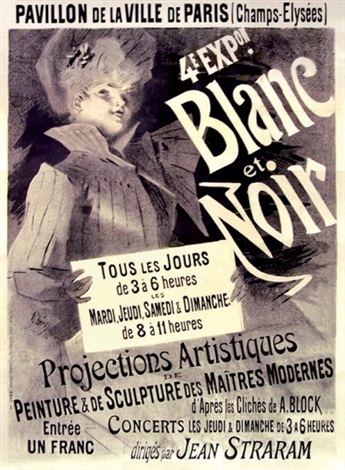 PAVILLON DE LA VILLE DE PARIS (Champs-Elysées)
4E EXPON.
Blanc
et
Noir
TOUS LES JOURS
de 3 à 6 heures
LES
MARDI, JEUDI, SAMEDI & DIMANCHE
de 8 à 11 heures
Projections Artistiques
DE
PEINTURE & DE SCULPTURE DES MAÎTRES MODERNES
d'Après les Clichés de A. BLOCK
Entrée
UN FRANC
CONCERTS LES JEUDI & DIMANCHE DE 3 A 6 HEURES
dirigés par JEAN STRARAM